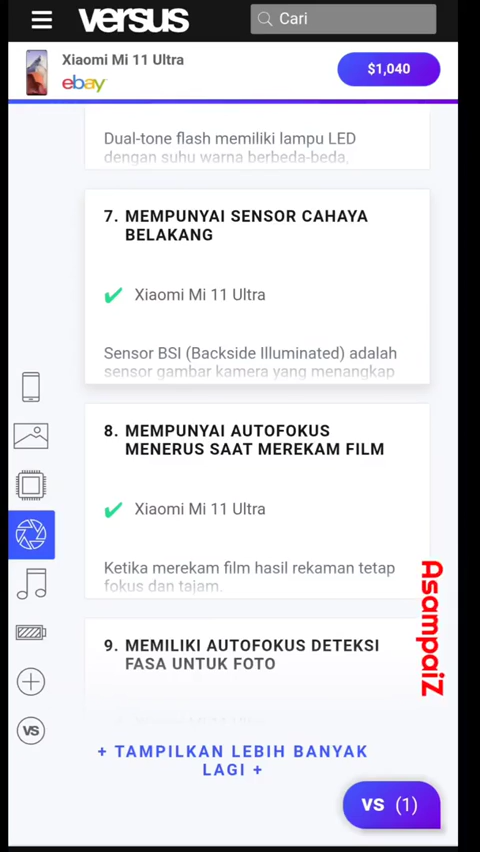 versus
Cari
Xiaomi Mi 11 Ultra
ebay
$1,040
Dual-tone flash memiliki lampu LED
dengan suhu warna berbeda-beda,
7. MEMPUNYAI SENSOR CAHAYA
BELAKANG
Xiaomi Mi 11 Ultra
Sensor BSI (Backside Illuminated) adalah
sensor gambar kamera yang menangkap
8. MEMPUNYAI AUTOFOKUS
MENERUS SAAT MEREKAM FILM
Xiaomi Mi 11 Ultra
Ketika merekam film hasil rekaman tetap
fokus dan tajam.
AsampaiZ
9. MEMILIKI AUTOFOKUS DETEKSI
FASA UNTUK FOTO
VS
+ TAMPILKAN LEBIH BANYAK
LAGI +
VS (1)